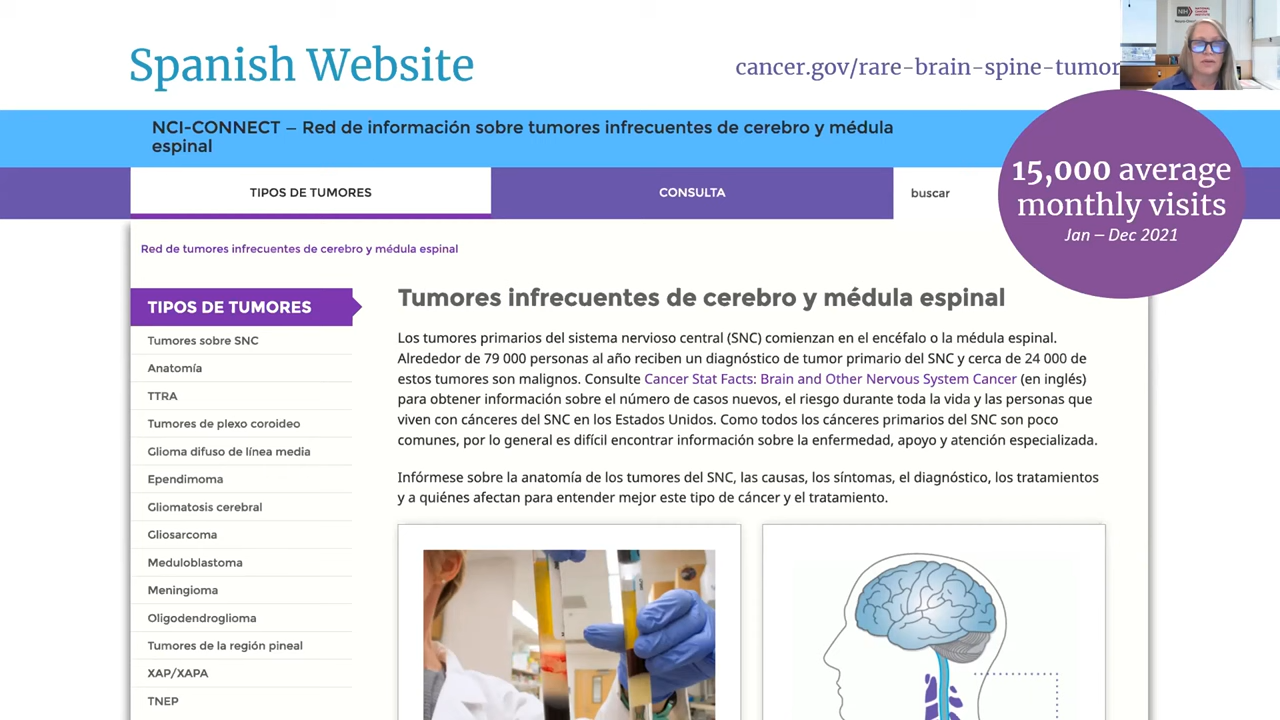 Spanish Website
cancer.gov/rare-brain-spine-tumor
NIH
NCI-CONNECT – Red de información sobre tumores infrecuentes de cerebro y médula
espinal
15,000 average
monthly visits
Jan – Dec 2021
TIPOS DE TUMORES
CONSULTA
buscar
Red de tumores infrecuentes de cerebro y médula espinal
TIPOS DE TUMORES
Tumores sobre SNC
Anatomía
TTRA
Tumores de plexo coroideo
Glioma difuso de línea media
Ependimoma
Gliomatosis cerebral
Gliosarcoma
Meduloblastoma
Meningioma
Oligodendroglioma
Tumores de la región pineal
XAP/XAPA
TNEP
Tumores infrecuentes de cerebro y médula espinal
Los tumores primarios del sistema nervioso central (SNC) comienzan en el encéfalo o la médula espinal.
Alrededor de 79 000 personas al año reciben un diagnóstico de tumor primario del SNC y cerca de 24 000 de
estos tumores son malignos. Consulte Cancer Stat Facts: Brain and Other Nervous System Cancer (en inglés)
para obtener información sobre el número de casos nuevos, el riesgo durante toda la vida y las personas que
viven con cánceres del SNC en los Estados Unidos. Como todos los cánceres primarios del SNC son poco
comunes, por lo general es difícil encontrar información sobre la enfermedad, apoyo y atención especializada.
Infórmese sobre la anatomía de los tumores del SNC, las causas, los síntomas, el diagnóstico, los tratamientos
y a quiénes afectan para entender mejor este tipo de cáncer y el tratamiento.